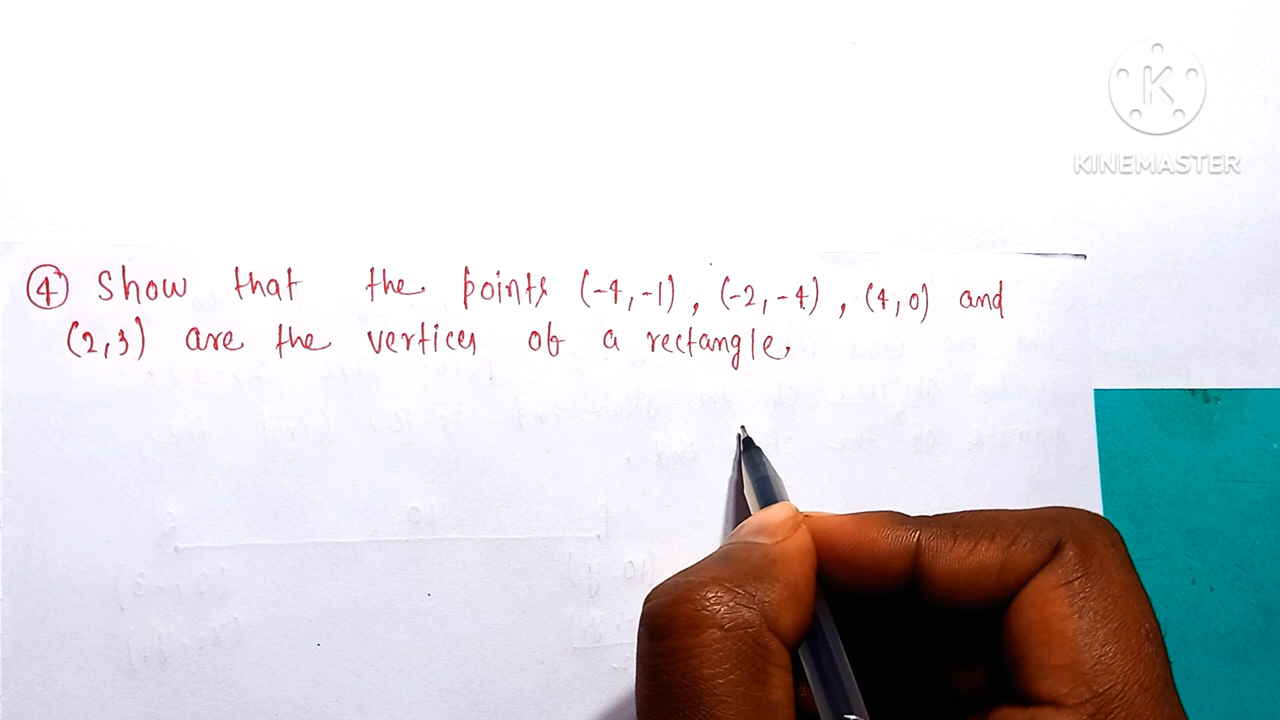 KINEMASTER
④ Show that the points (-4,-1), (-2,-4), (4,0) and
(2,3) are the vertices of a rectangle.